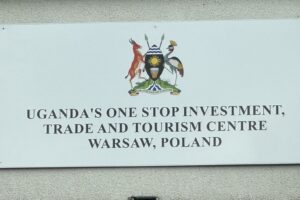 UGANDA'S ONE STOP INVESTMENT,
TRADE AND TOURISM CENTRE
WARSAW, POLAND